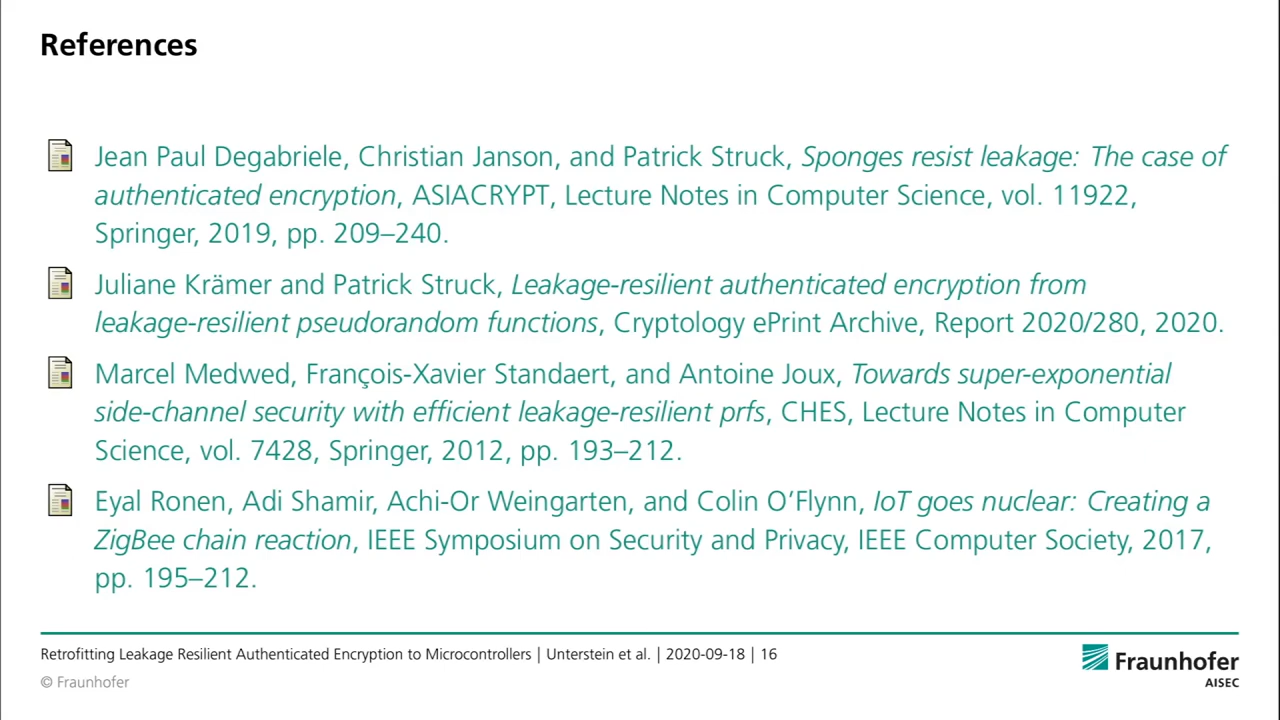 References
Jean Paul Degabriele, Christian Janson, and Patrick Struck, Sponges resist leakage: The case of
authenticated encryption, ASIACRYPT, Lecture Notes in Computer Science, vol. 11922,
Springer, 2019, pp. 209–240.
Juliane Krämer and Patrick Struck, Leakage-resilient authenticated encryption from
leakage-resilient pseudorandom functions, Cryptology ePrint Archive, Report 2020/280, 2020.
Marcel Medwed, François-Xavier Standaert, and Antoine Joux, Towards super-exponential
side-channel security with efficient leakage-resilient prfs, CHES, Lecture Notes in Computer
Science, vol. 7428, Springer, 2012, pp. 193–212.
Eyal Ronen, Adi Shamir, Achi-Or Weingarten, and Colin O’Flynn, IoT goes nuclear: Creating a
ZigBee chain reaction, IEEE Symposium on Security and Privacy, IEEE Computer Society, 2017,
pp. 195–212.
Retrofitting Leakage Resilient Authenticated Encryption to Microcontrollers | Unterstein et al. | 2020-09-18 | 16
© Fraunhofer
Fraunhofer
AISEC